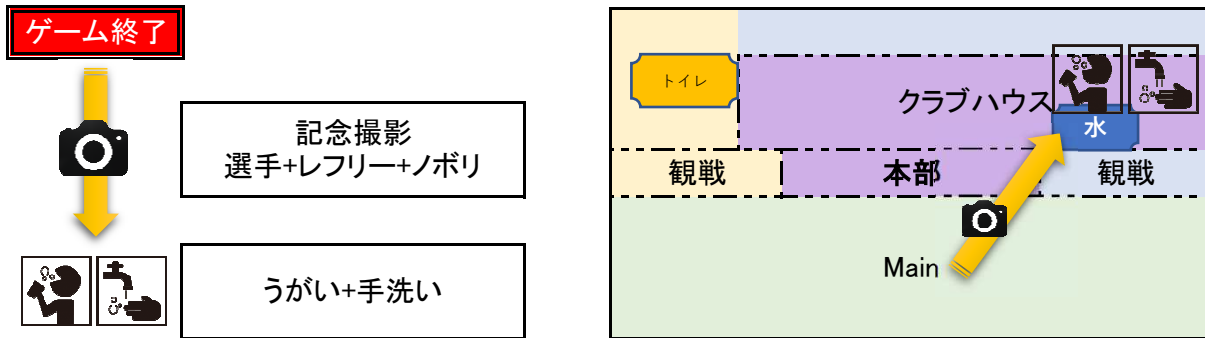 ゲーム終了
記念撮影
選手+レフリー+ノボリ
うがい+手洗い
トイレ
クラブハウス
水
観戦
本部
観戦
Main